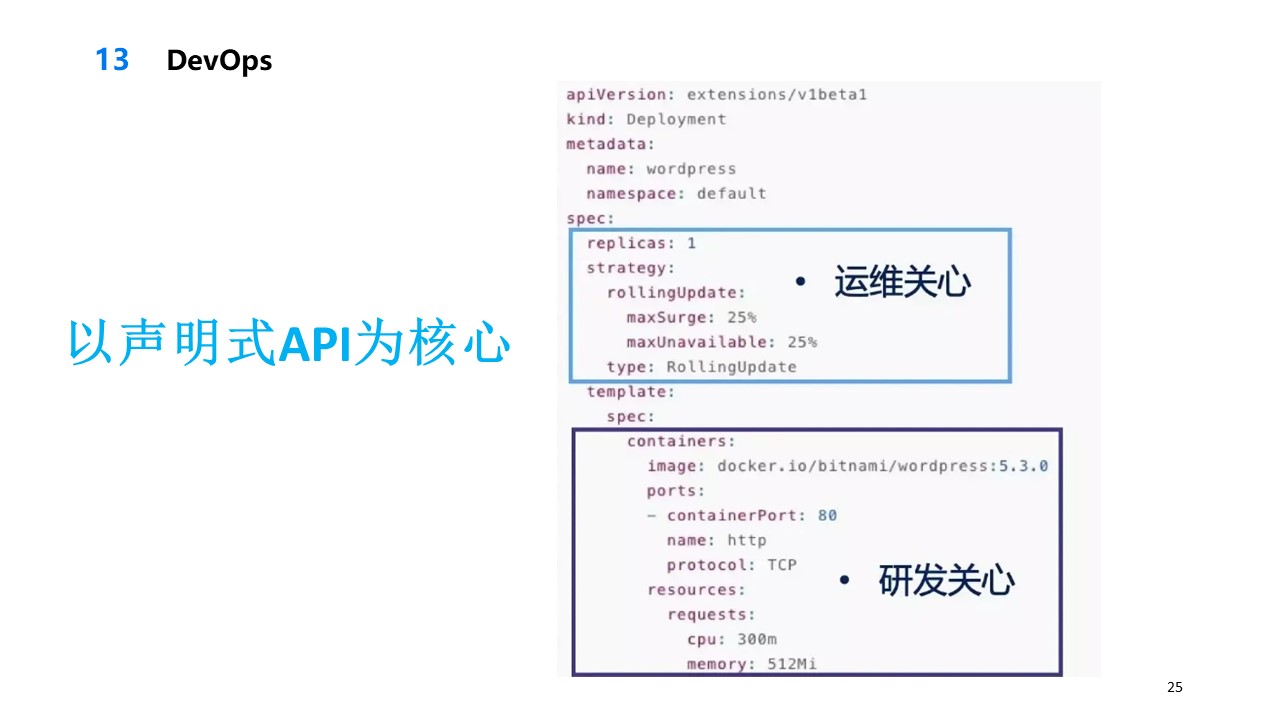 13 DevOps
以声明式API为核心
apiVersion: extensions/v1beta1
kind: Deployment
metadata:
  name: wordpress
  namespace: default
spec:
  replicas: 1
  strategy:
    rollingUpdate:
      maxSurge: 25%
      maxUnavailable: 25%
    type: RollingUpdate
• 运维关心
  template:
    spec:
      containers:
        image: docker.io/bitnami/wordpress:5.3.0
        ports:
        - containerPort: 80
          name: http
          protocol: TCP
        resources:
          requests:
            cpu: 300m
            memory: 512Mi
• 研发关心
25